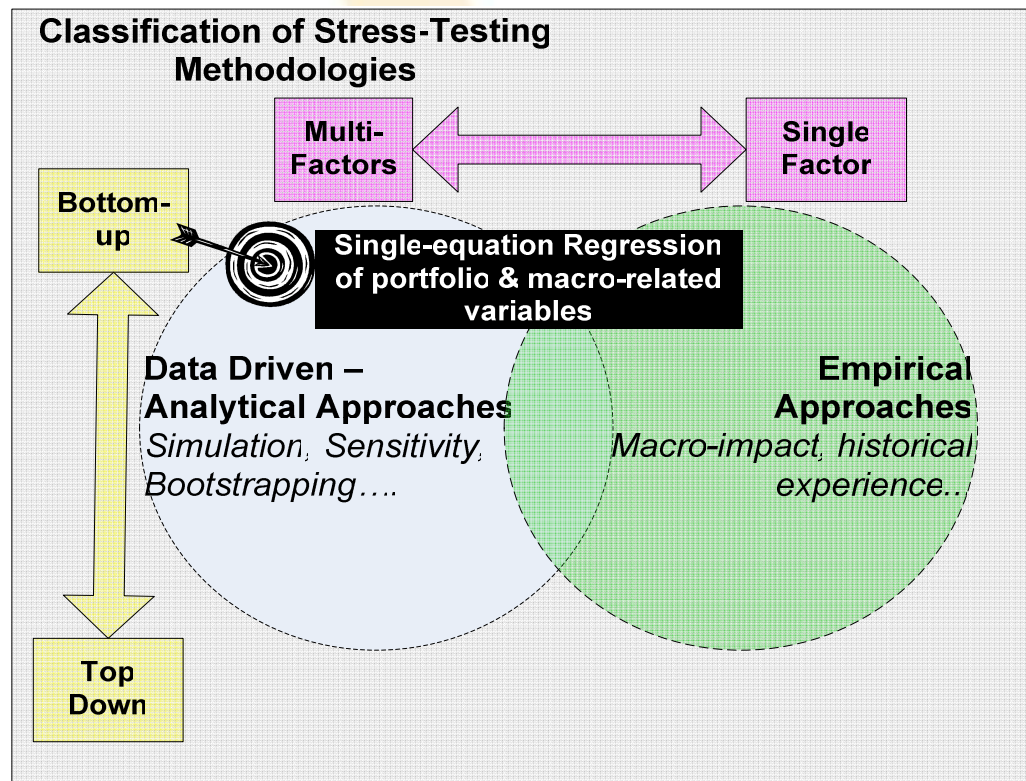 Classification of Stress-Testing
Methodologies
Multi-
Factors
Single
Factor
Bottom-
up
Single-equation Regression
of portfolio & macro-related
variables
Data Driven –
Analytical Approaches
Simulation, Sensitivity,
Bootstrapping….
Empirical
Approaches
Macro-impact, historical
experience..
Top
Down